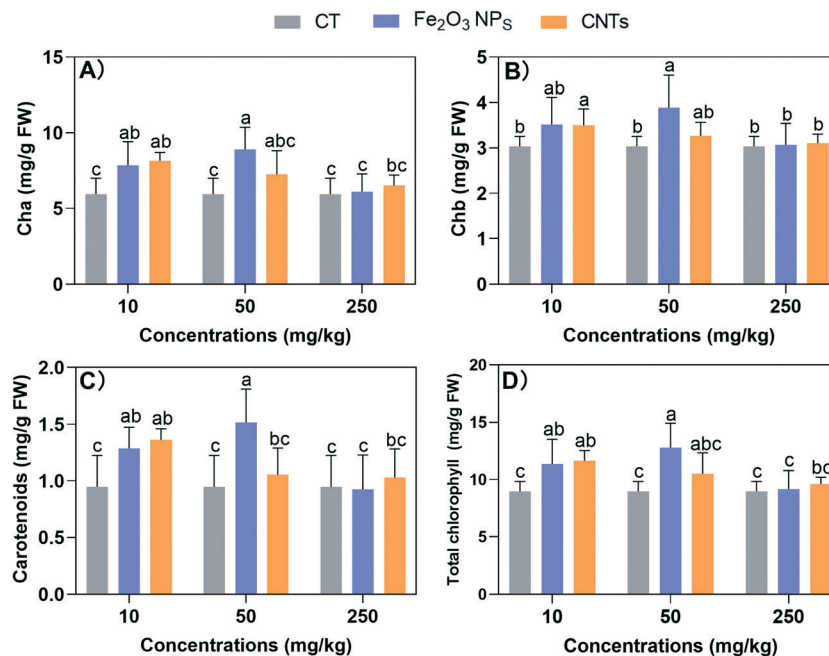 CT Fe₂O₃ NPs CNTs
A)
Cha (mg/g FW)
15
10
5
0
c ab ab c a abc c c bc
10 50 250
Concentrations (mg/kg)
B)
Chb (mg/g FW)
5
4
3
2
1
0
b ab a b a ab b b b
10 50 250
Concentrations (mg/kg)
C)
Carotenoids (mg/g FW)
2.0
1.5
1.0
0.5
0.0
c ab ab c a bc c c bc
10 50 250
Concentrations (mg/kg)
D)
Total chlorophyll (mg/g FW)
20
15
10
5
0
c ab ab c a abc c c bc
10 50 250
Concentrations (mg/kg)